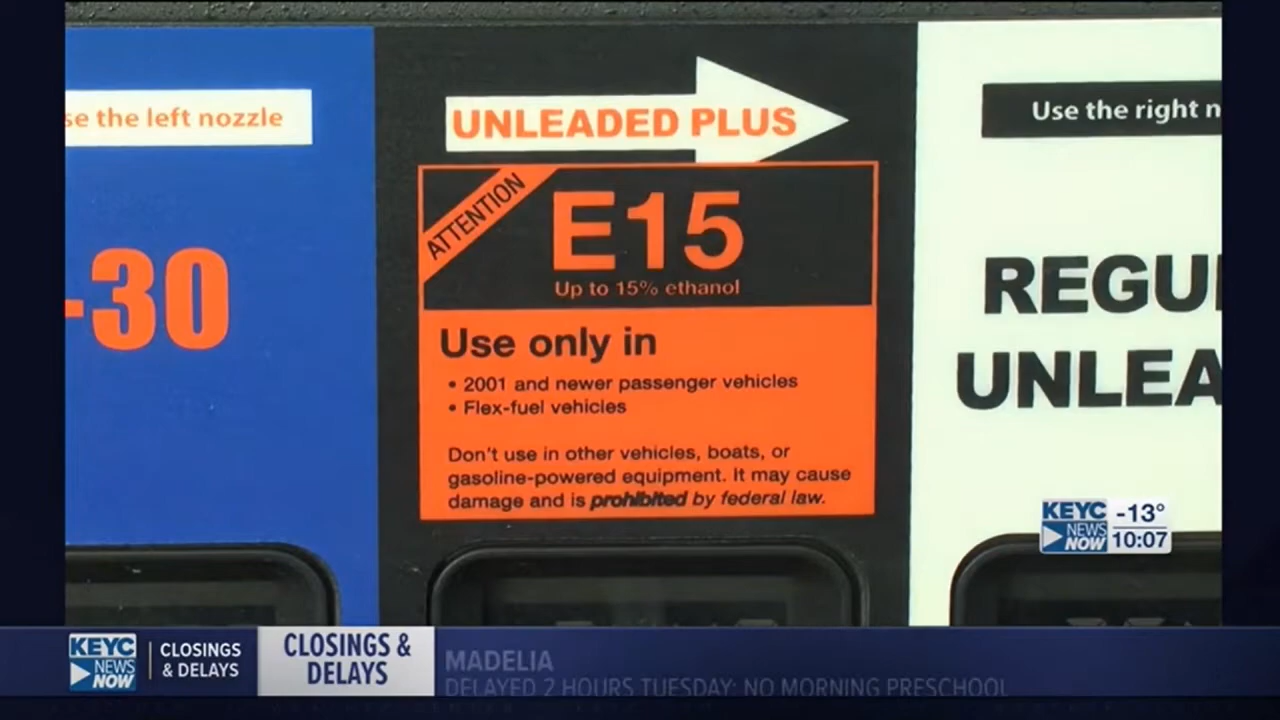 se the left nozzle
-30
UNLEADED PLUS
ATTENTION
E15
Up to 15% ethanol
Use only in
• 2001 and newer passenger vehicles
• Flex-fuel vehicles
Don't use in other vehicles, boats, or
gasoline-powered equipment. It may cause
damage and is prohibited by federal law.
Use the right n
REGU
UNLEA
KEYC
NEWS
NOW
-13°
10:07
KEYC
NEWS
NOW
CLOSINGS
& DELAYS
CLOSINGS &
DELAYS
MADELIA
DELAYED 2 HOURS TUESDAY; NO MORNING PRESCHOOL